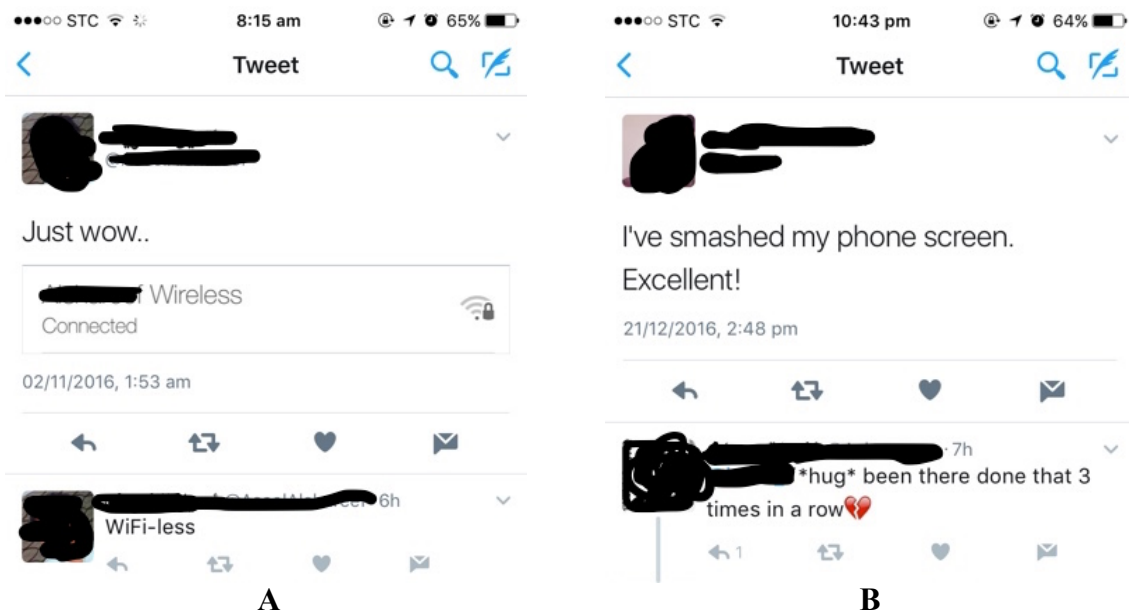 STC 8:15 am 65%
Tweet
Just wow..
Wireless
Connected
02/11/2016, 1:53 am
6h
WiFi-less
A
STC 10:43 pm 64%
Tweet
I've smashed my phone screen.
Excellent!
21/12/2016, 2:48 pm
· 7h
*hug* been there done that 3
times in a row💔
1
B